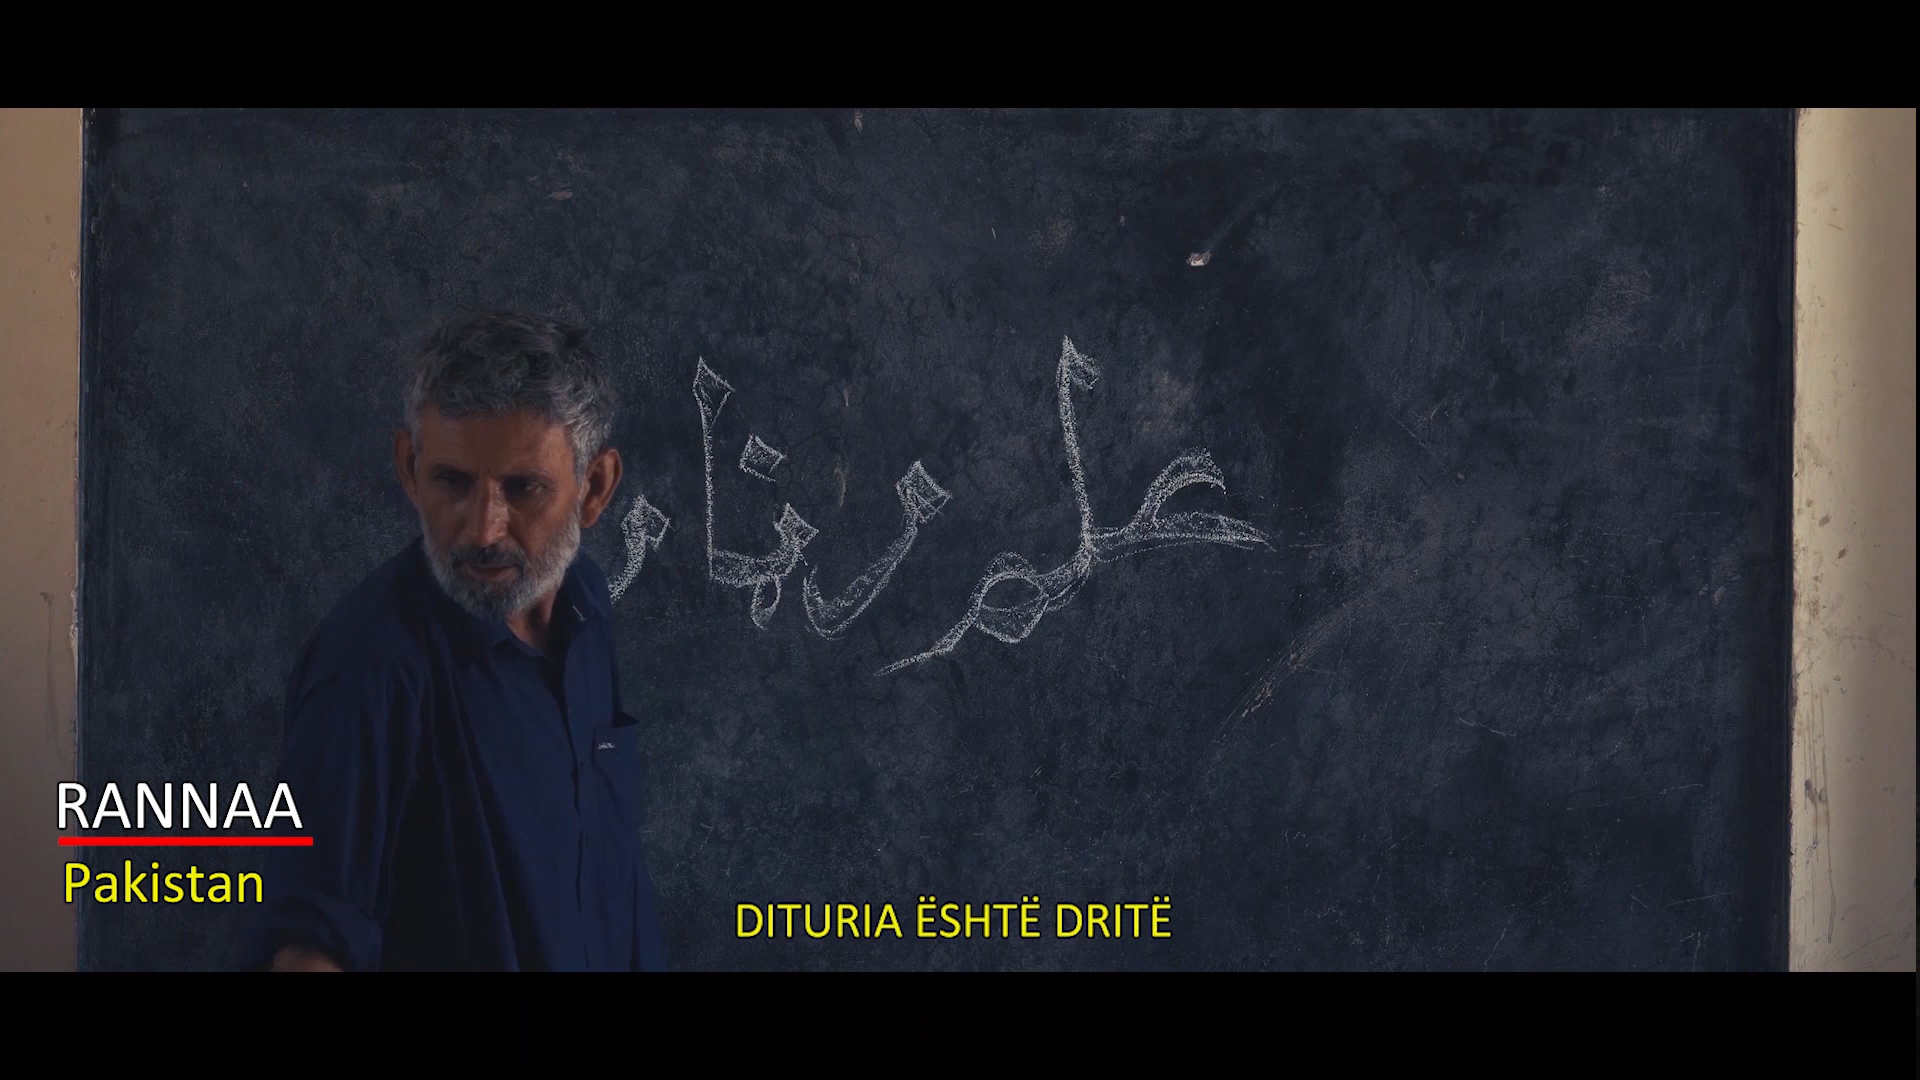 علم
RANNAA
Pakistan
DITURIA ËSHTË DRITË